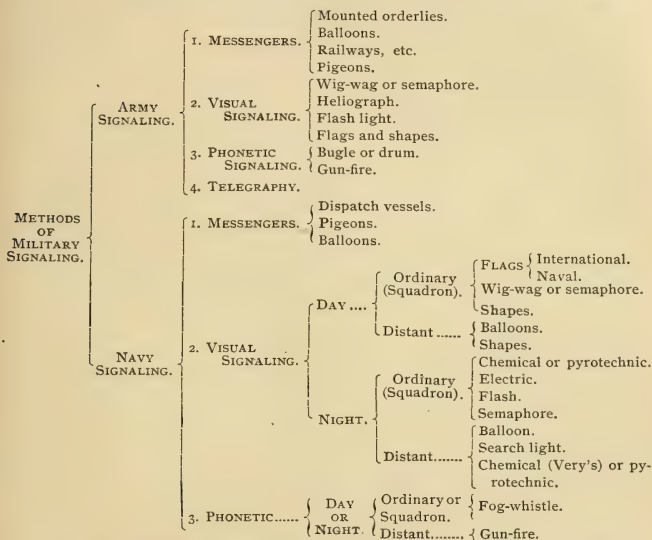 METHODS OF MILITARY SIGNALING.
ARMY SIGNALING.
1. MESSENGERS.
Mounted orderlies.
Balloons.
Railways, etc.
Pigeons.
2. VISUAL SIGNALING.
Wig-wag or semaphore.
Heliograph.
Flash light.
Flags and shapes.
3. PHONETIC SIGNALING.
Bugle or drum.
Gun-fire.
4. TELEGRAPHY.
NAVY SIGNALING.
1. MESSENGERS.
Dispatch vessels.
Pigeons.
Balloons.
2. VISUAL SIGNALING.
DAY ....
Ordinary (Squadron).
FLAGS
International.
Naval.
Wig-wag or semaphore.
Shapes.
Distant ......
Balloons.
Shapes.
NIGHT.
Ordinary (Squadron).
Chemical or pyrotechnic.
Electric.
Flash.
Semaphore.
Distant.......
Balloon.
Search light.
Chemical (Very's) or py-
rotechnic.
3. PHONETIC......
DAY OR NIGHT.
Ordinary or Squadron.
Fog-whistle.
Distant........
Gun-fire.